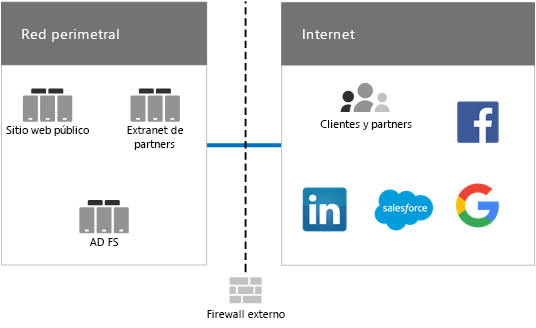 Red perimetral
Internet
Sitio web público
Extranet de
partners
AD FS
Clientes y partners
f
in
salesforce
G
Firewall externo